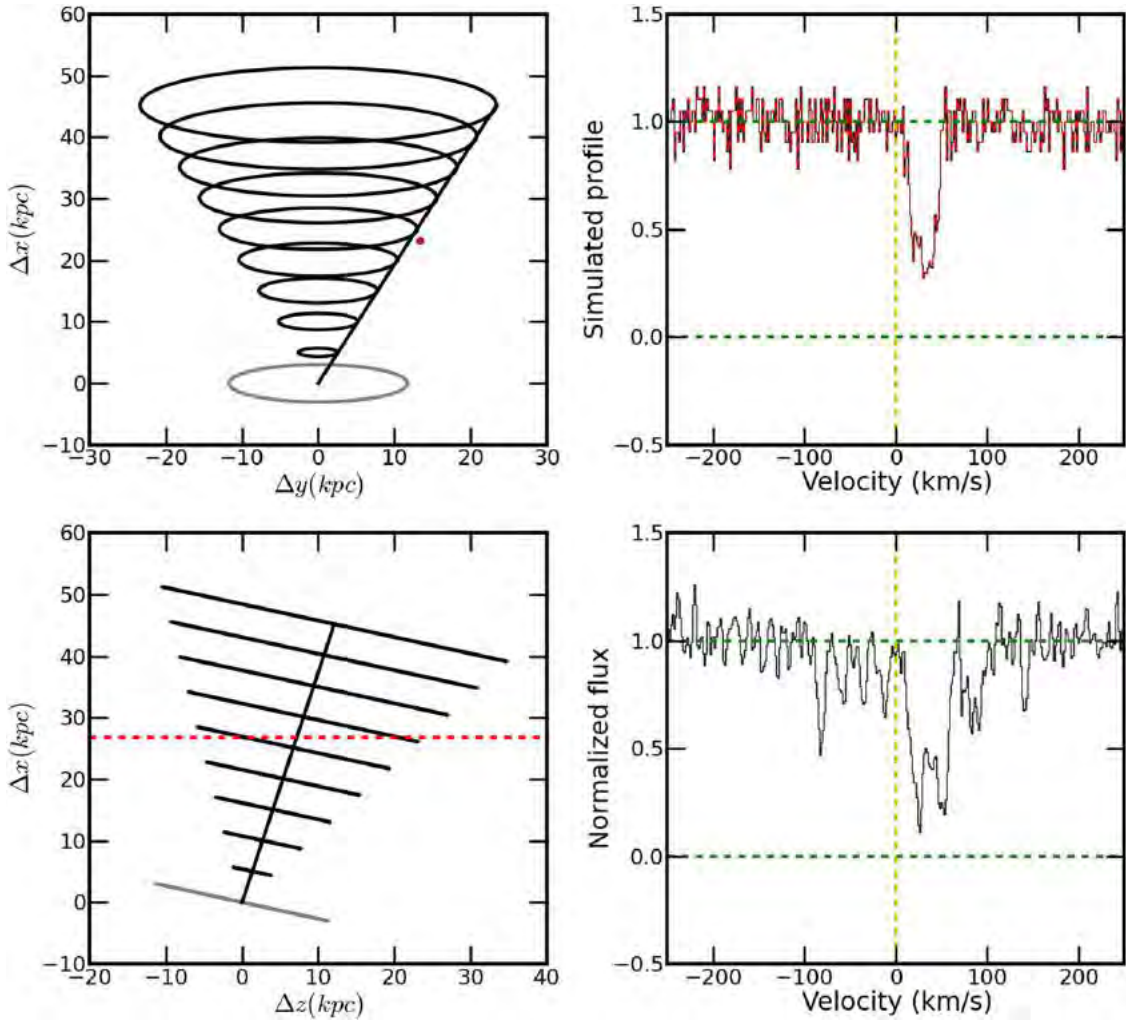 60
50
40
30
20
10
0
−10
Δx(kpc)
−30 −20 −10 0 10 20 30
Δy(kpc)
1.5
1.0
0.5
0.0
−0.5
Simulated profile
−200 −100 0 100 200
Velocity (km/s)
60
50
40
30
20
10
0
−10
Δx(kpc)
−20 −10 0 10 20 30 40
Δz(kpc)
1.5
1.0
0.5
0.0
−0.5
Normalized flux
−200 −100 0 100 200
Velocity (km/s)